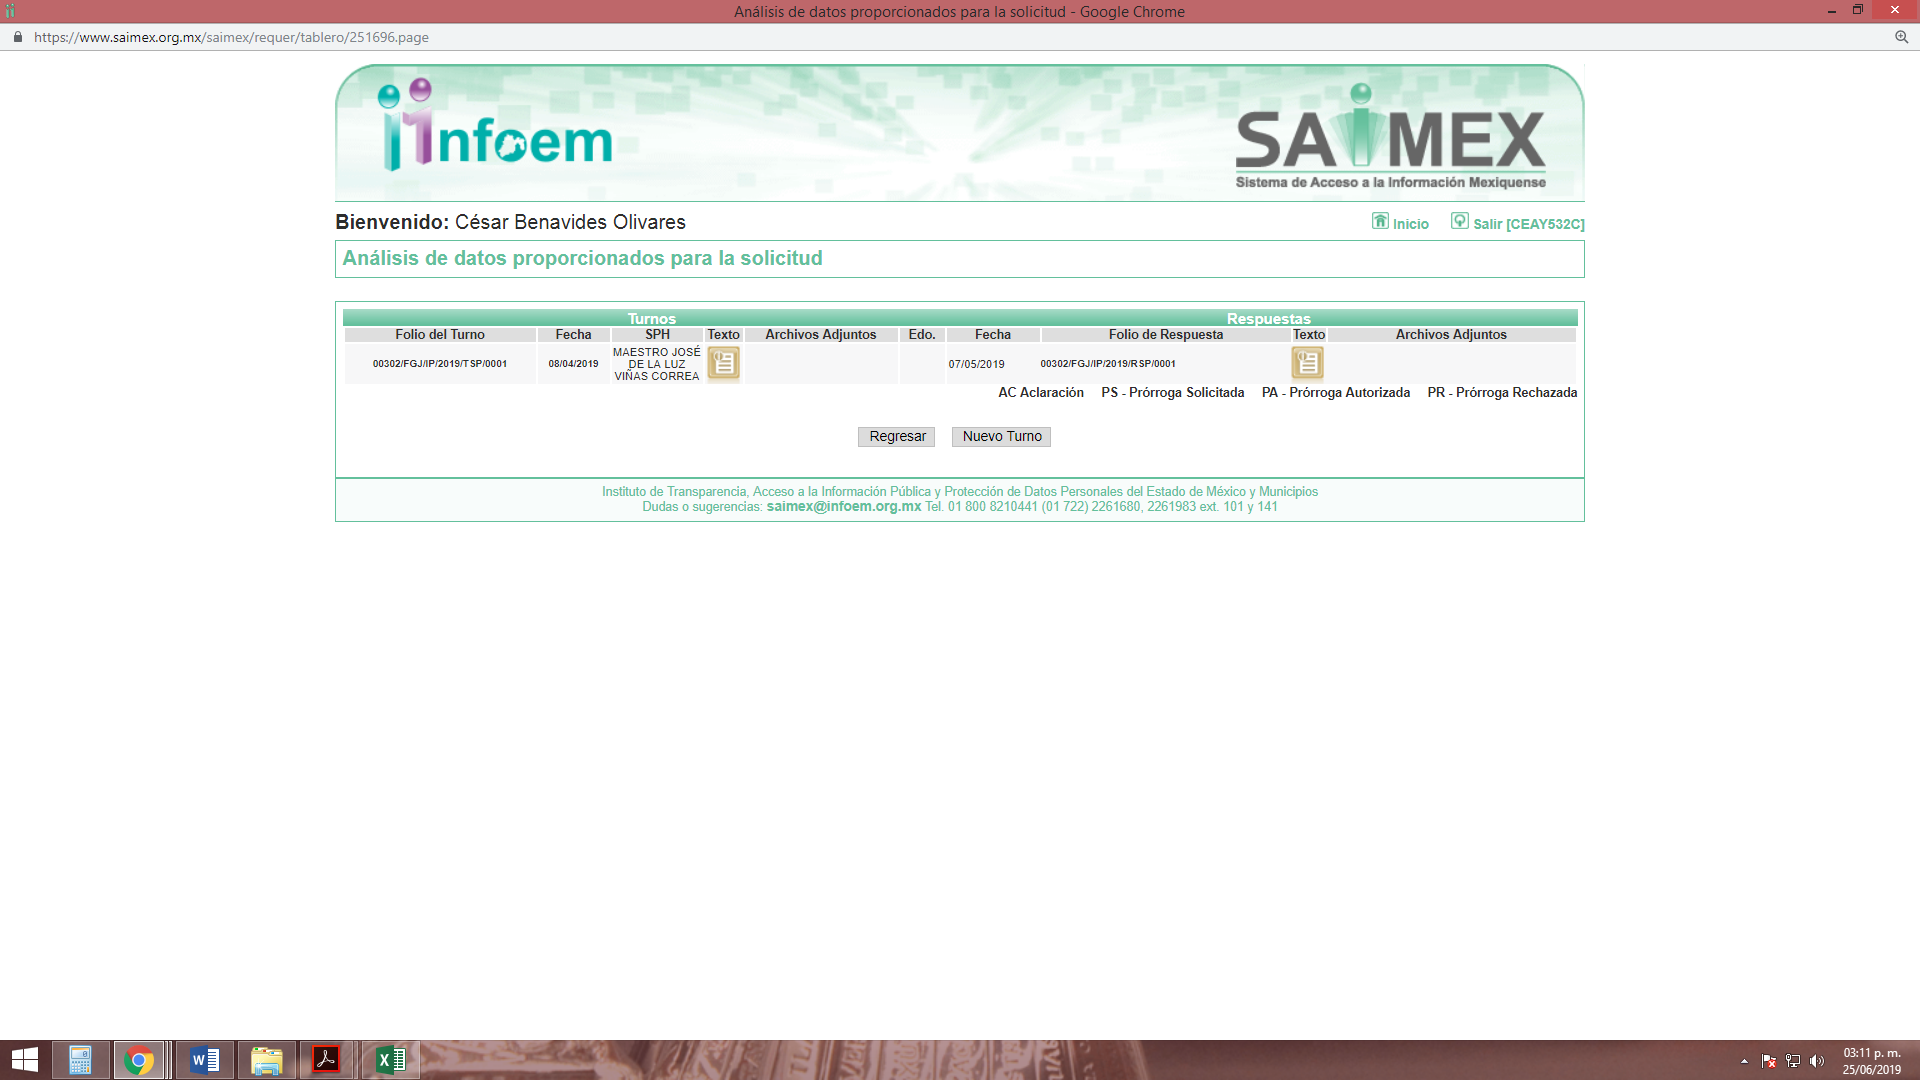 Análisis de datos proporcionados para la solicitud - Google Chrome
https://www.saimex.org.mx/saimex/requer/tablero/251696.page
infoem
SAIMEX
Sistema de Acceso a la Información Mexiquense
Bienvenido: César Benavides Olivares
Inicio Salir [CEAY532C]
Análisis de datos proporcionados para la solicitud
Turnos Respuestas
Folio del Turno Fecha SPH Texto Archivos Adjuntos Edo. Fecha Folio de Respuesta Texto Archivos Adjuntos
00302/FGJ/IP/2019/TSP/0001 08/04/2019 MAESTRO JOSÉ DE LA LUZ VIÑAS CORREA 07/05/2019 00302/FGJ/IP/2019/RSP/0001
AC Aclaración PS - Prórroga Solicitada PA - Prórroga Autorizada PR - Prórroga Rechazada
Regresar Nuevo Turno
Instituto de Transparencia, Acceso a la Información Pública y Protección de Datos Personales del Estado de México y Municipios
Dudas o sugerencias: saimex@infoem.org.mx Tel. 01 800 8210441 (01 722) 2261680, 2261983 ext. 101 y 141
03:11 p. m.
25/06/2019